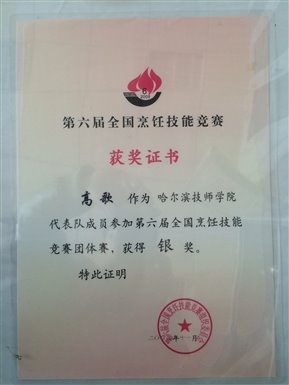 6
2008
第六届全国烹饪技能竞赛
获奖证书
高歌 作为 哈尔滨技师学院
代表队成员参加第六届全国烹饪技能
竞赛团体赛，获得 银 奖。
特此证明